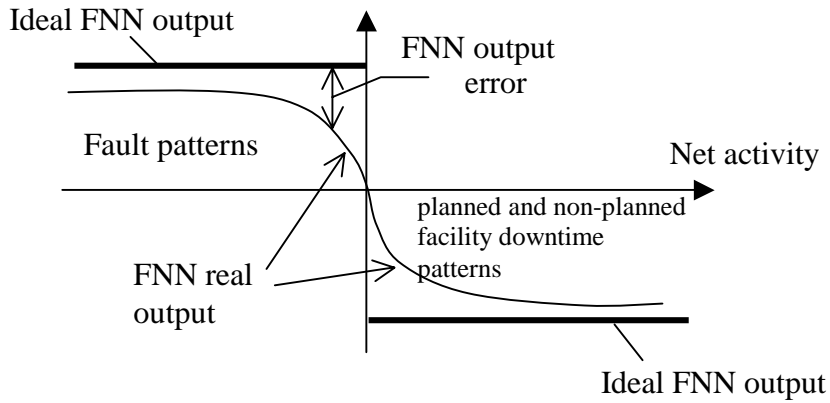 Ideal FNN output
FNN output
error
Fault patterns
Net activity
planned and non-planned
facility downtime
patterns
FNN real
output
Ideal FNN output